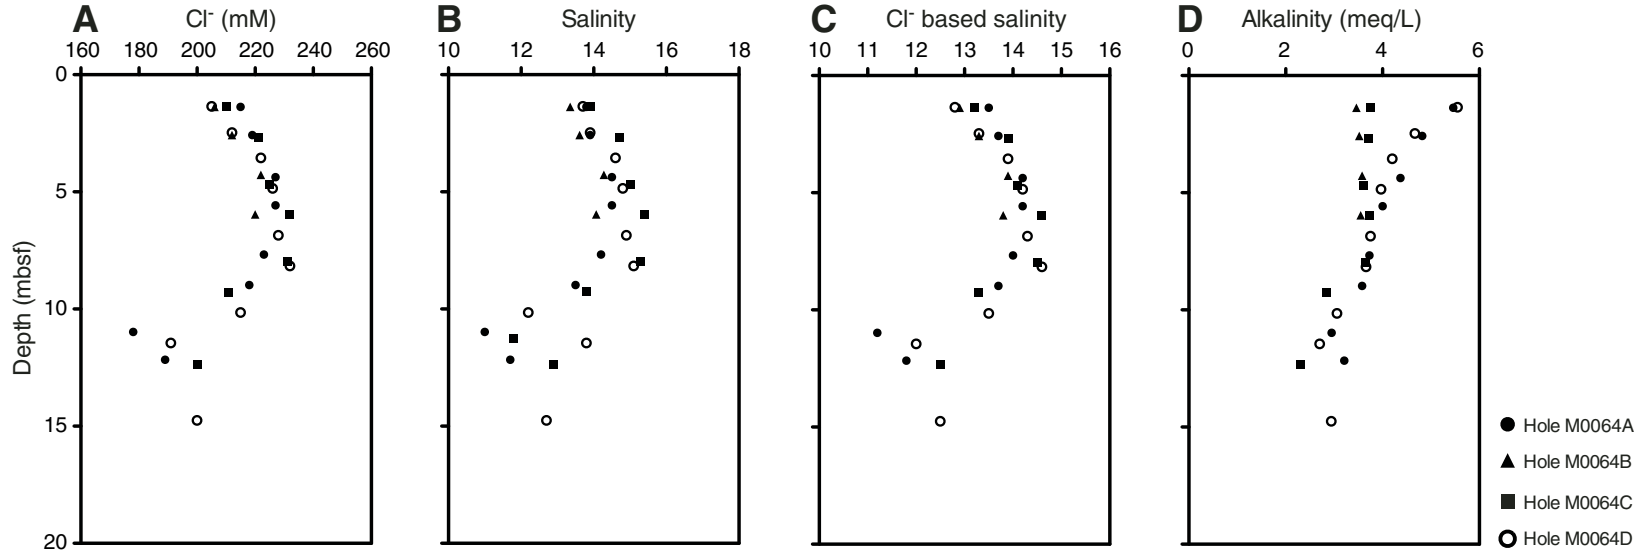 A Cl⁻ (mM)
B Salinity
C Cl⁻ based salinity
D Alkalinity (meq/L)
160 180 200 220 240 260
10 12 14 16 18
10 11 12 13 14 15 16
0 2 4 6
0
5
10
15
20
Depth (mbsf)
Hole M0064A
Hole M0064B
Hole M0064C
Hole M0064D